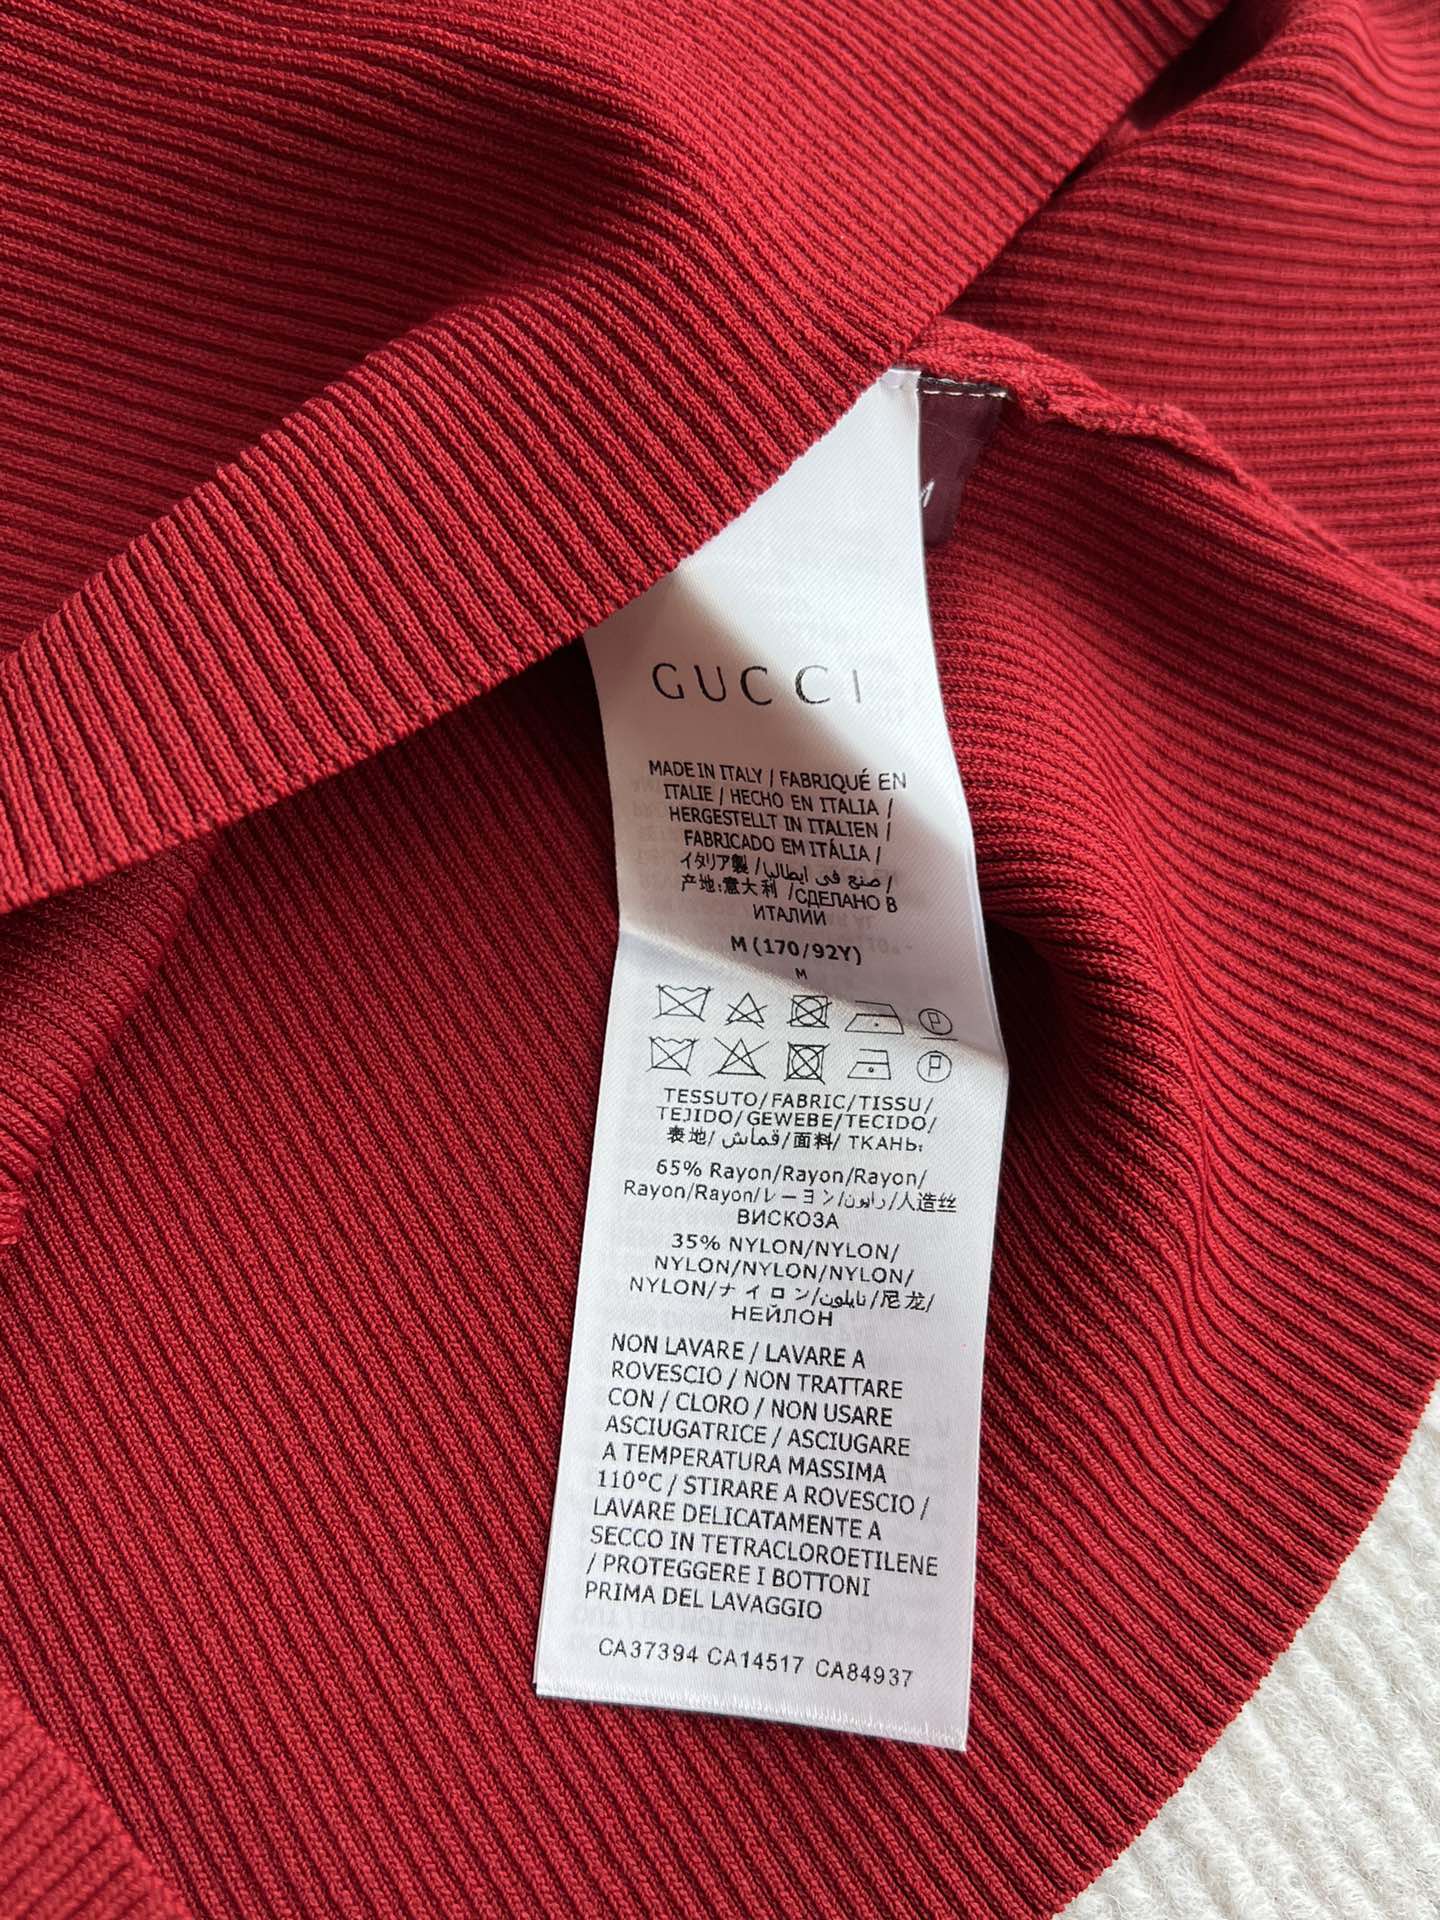 M
GUCCI
MADE IN ITALY / FABRIQUÉ EN
ITALIE / HECHO EN ITALIA /
HERGESTELLT IN ITALIEN /
FABRICADO EM ITÁLIA /
イタリア製 / صنع في ايطاليا /
产地:意大利 /СДЕЛАНО В
ИТАЛИИ
M (170/92Y)
M
P
P
TESSUTO/FABRIC/TISSU/
TEJIDO/GEWEBE/TECIDO/
表地/ قماش/面料/ ТКАНЬ:
65% Rayon/Rayon/Rayon/
Rayon/Rayon/レーヨン/رايون/人造丝
ВИСКОЗА
35% NYLON/NYLON/
NYLON/NYLON/NYLON/
NYLON/ナイロン/نايلون/尼龙/
НЕЙЛОН
NON LAVARE / LAVARE A
ROVESCIO / NON TRATTARE
CON / CLORO / NON USARE
ASCIUGATRICE / ASCIUGARE
A TEMPERATURA MASSIMA
110°C / STIRARE A ROVESCIO /
LAVARE DELICATAMENTE A
SECCO IN TETRACLOROETILENE
/ PROTEGGERE I BOTTONI
PRIMA DEL LAVAGGIO
CA37394 CA14517 CA84937